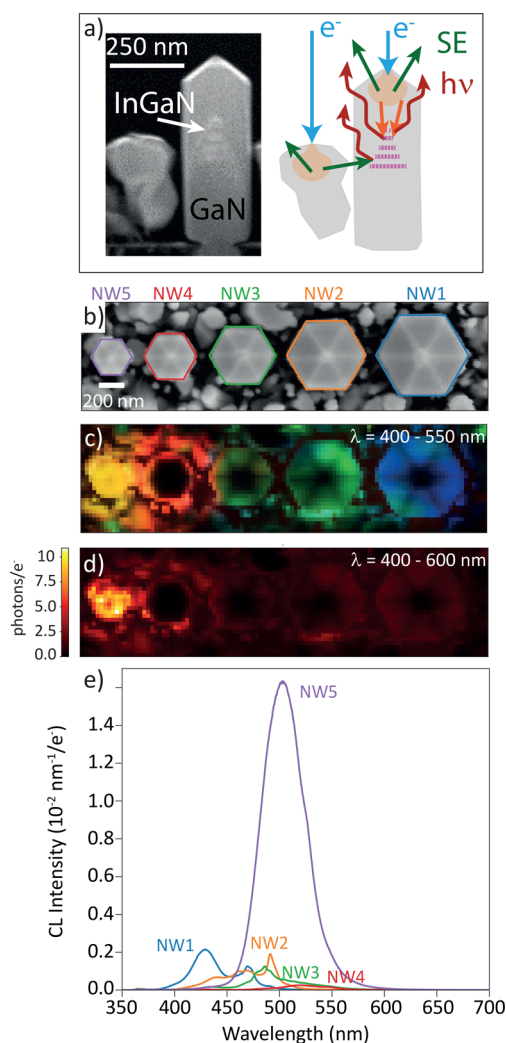 a)
250 nm
InGaN
GaN
e-
e-
SE
hν
NW5 NW4 NW3 NW2 NW1
b)
200 nm
c)
λ = 400 - 550 nm
d)
λ = 400 - 600 nm
photons/e-
10
7.5
5.0
2.5
0.0
e)
CL Intensity (10-2 nm-1/e-)
1.4
1.2
1.0
0.8
0.6
0.4
0.2
0.0
NW5
NW1
NW2
NW3
NW4
350 400 450 500 550 600 650 700
Wavelength (nm)